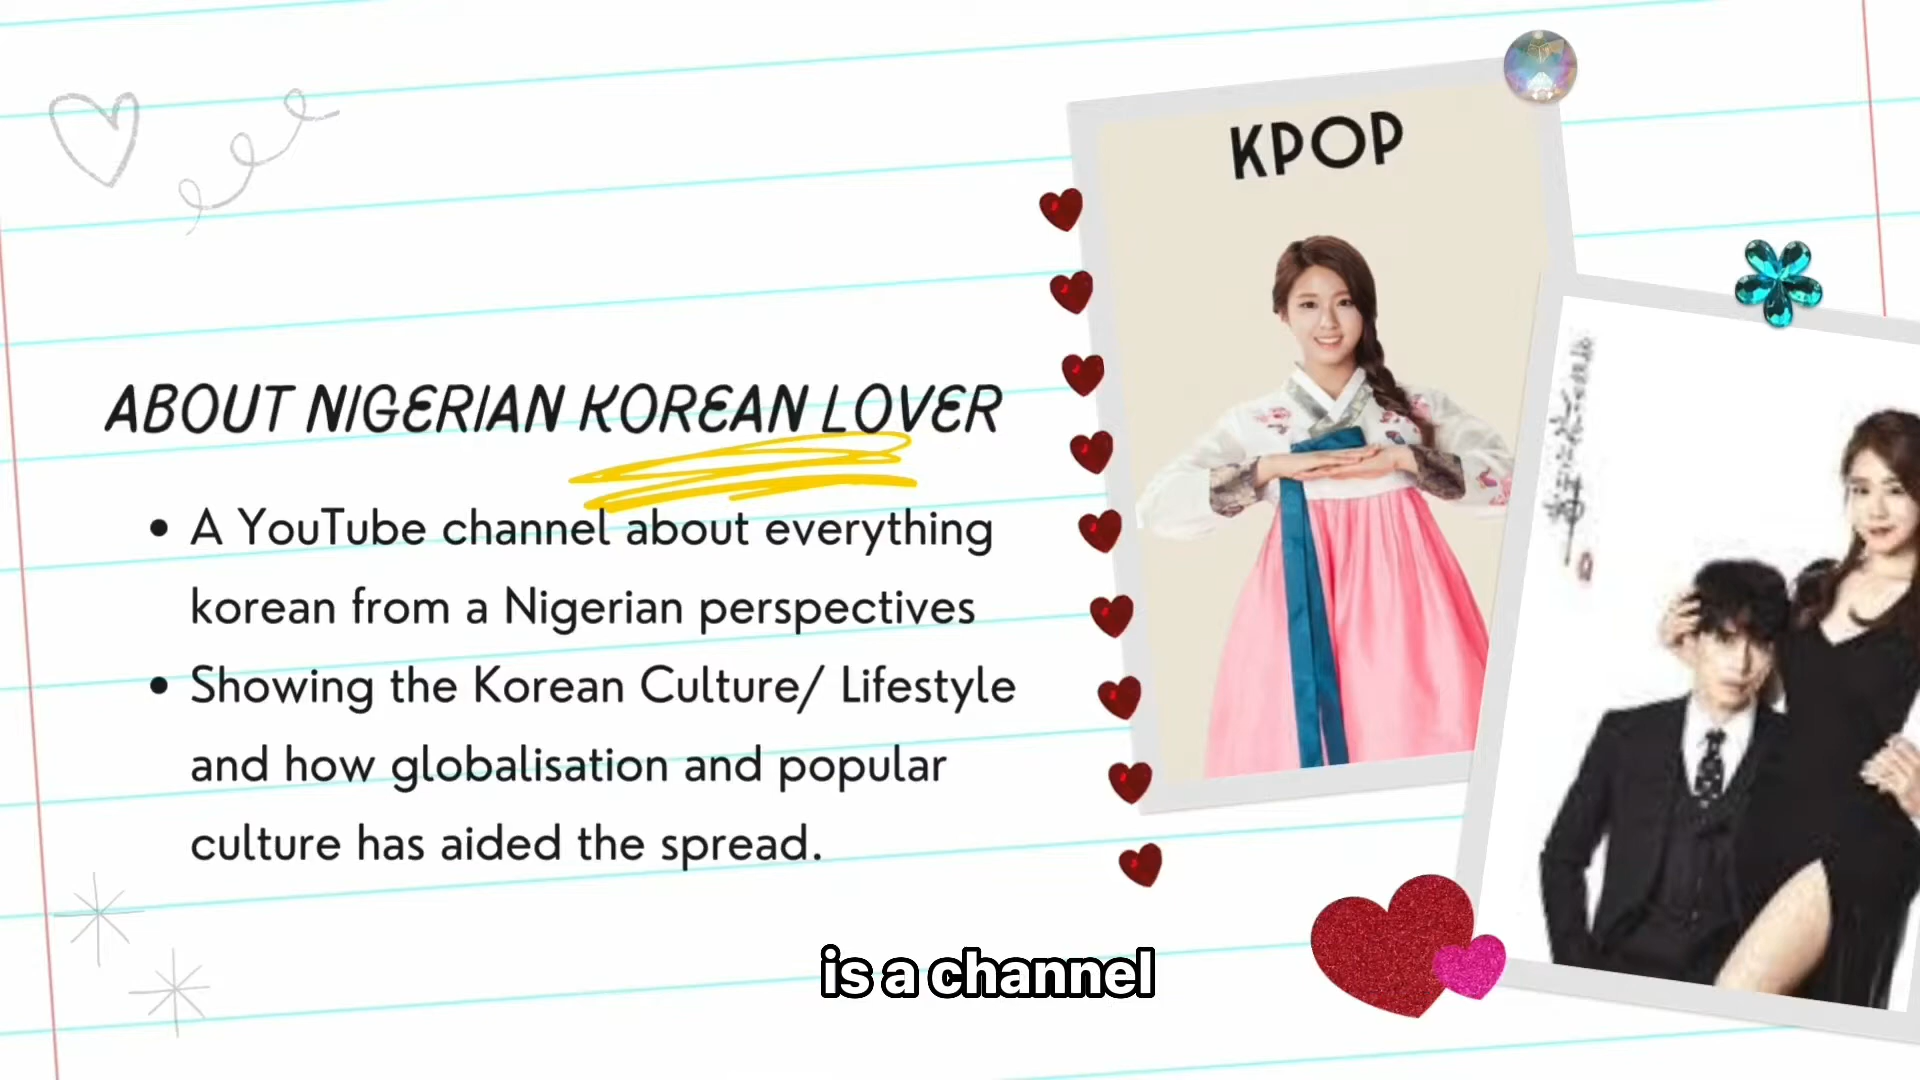 KPOP
ABOUT NIGERIAN KOREAN LOVER
A YouTube channel about everything
korean from a Nigerian perspectives
Showing the Korean Culture/ Lifestyle
and how globalisation and popular
culture has aided the spread.
is a channel